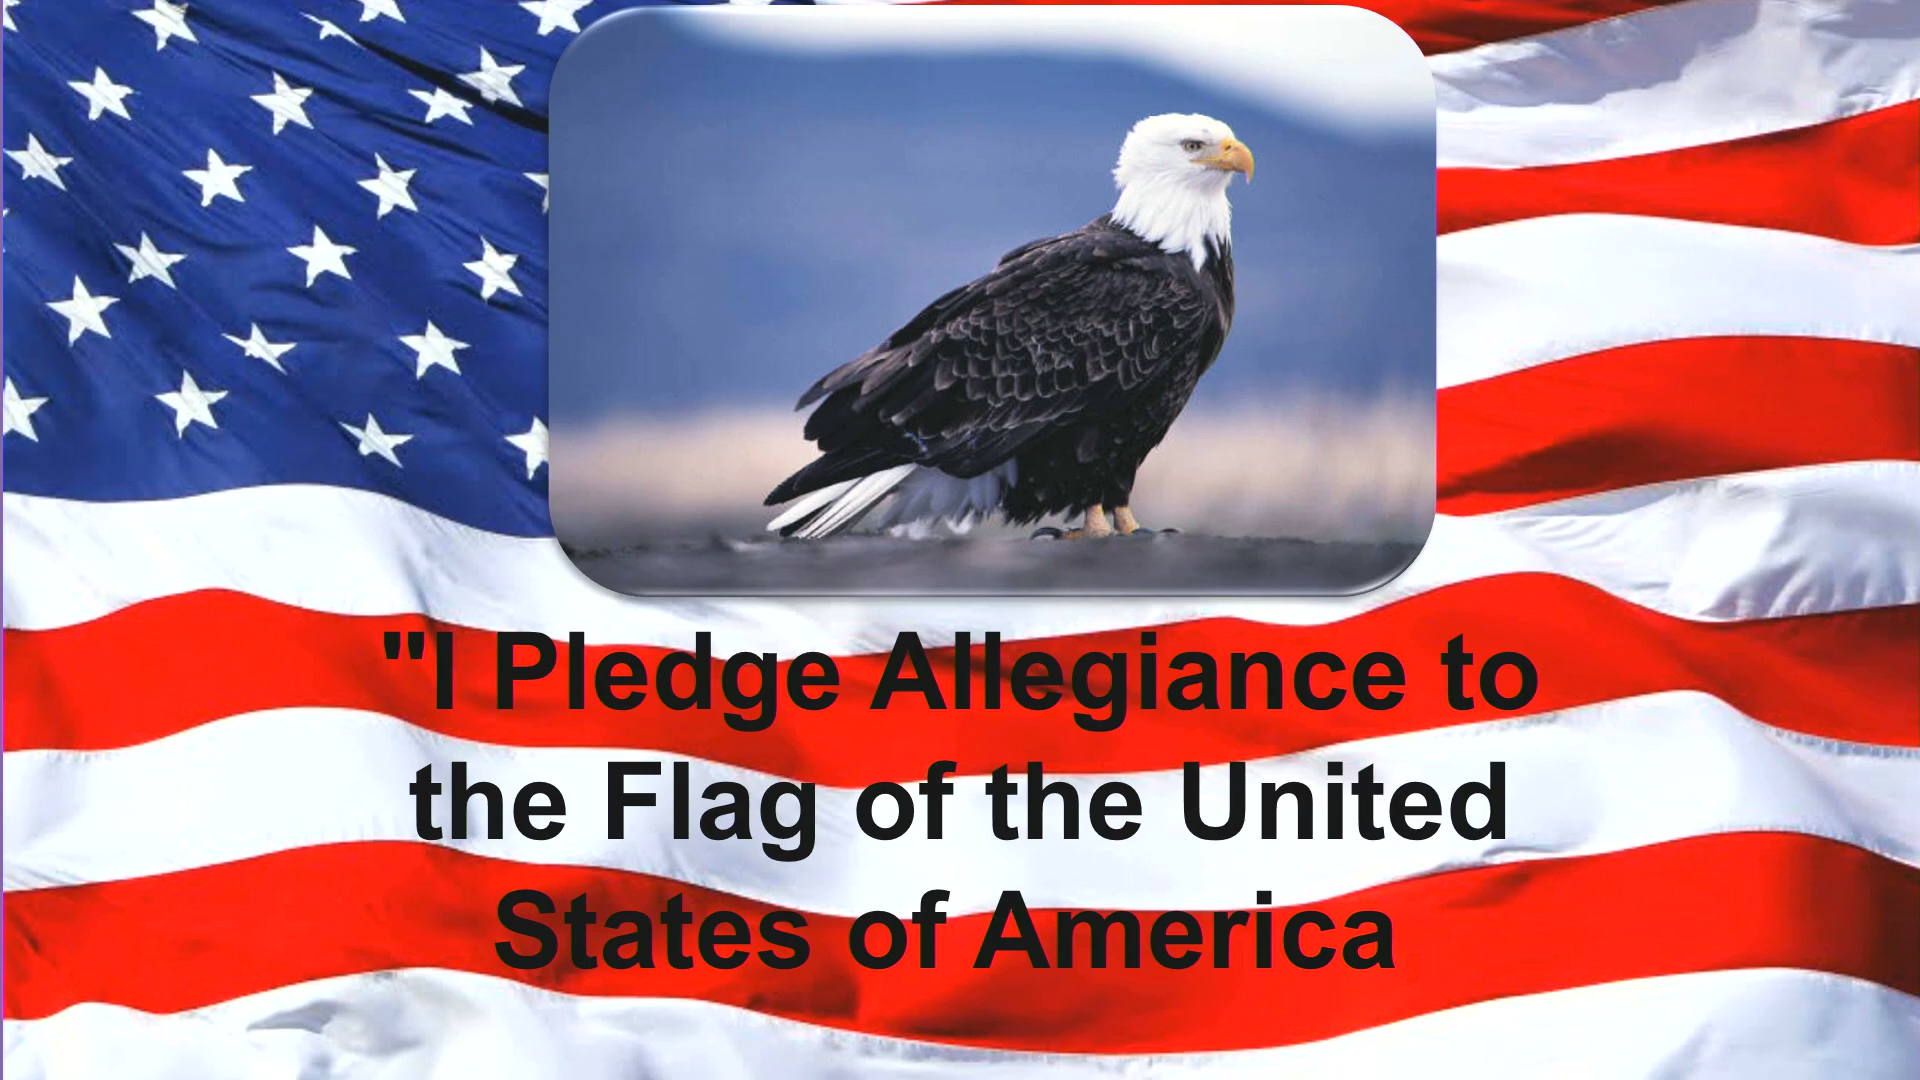 "I Pledge Allegiance to
the Flag of the United
States of America